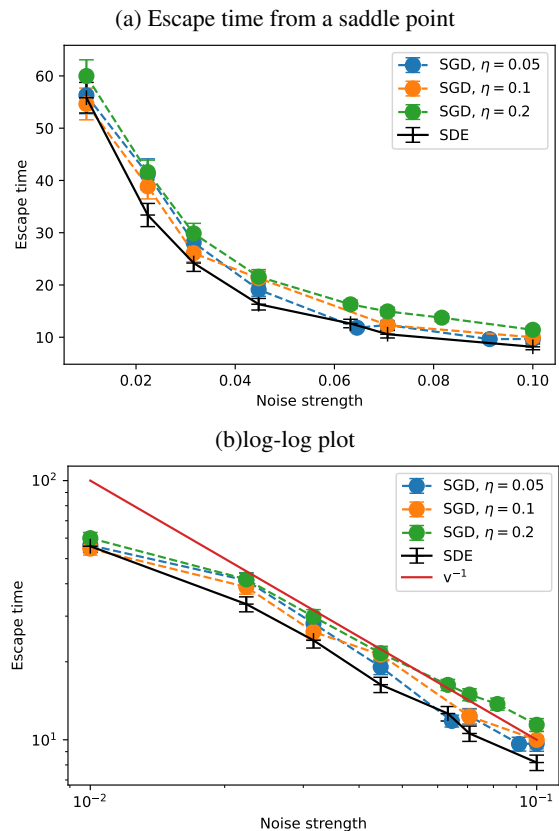 (a) Escape time from a saddle point
60
50
40
30
20
10
Escape time
SGD, η = 0.05
SGD, η = 0.1
SGD, η = 0.2
SDE
0.02 0.04 0.06 0.08 0.10
Noise strength
(b)log-log plot
10²
10¹
Escape time
SGD, η = 0.05
SGD, η = 0.1
SGD, η = 0.2
SDE
v⁻¹
10⁻² 10⁻¹
Noise strength